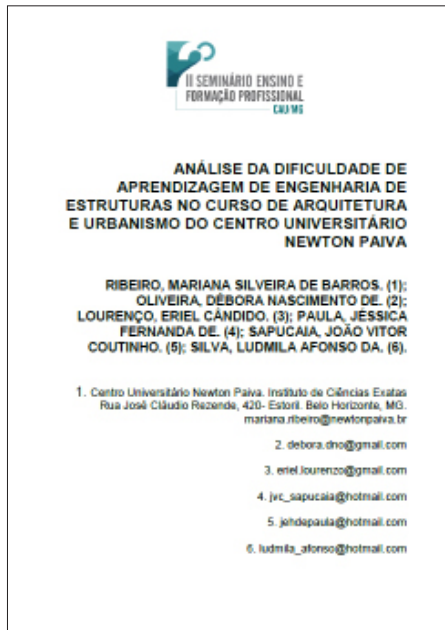 II SEMINÁRIO ENSINO E
FORMAÇÃO PROFISSIONAL
CAU/MG
ANÁLISE DA DIFICULDADE DE
APRENDIZAGEM DE ENGENHARIA DE
ESTRUTURAS NO CURSO DE ARQUITETURA
E URBANISMO DO CENTRO UNIVERSITÁRIO
NEWTON PAIVA
RIBEIRO, MARIANA SILVEIRA DE BARROS. (1);
OLIVEIRA, DÉBORA NASCIMENTO DE. (2);
LOURENÇO, ERIEL CÂNDIDO. (3); PAULA, JÉSSICA
FERNANDA DE. (4); SAPUCAIA, JOÃO VITOR
COUTINHO. (5); SILVA, LUDMILA AFONSO DA. (6).
1. Centro Universitário Newton Paiva. Instituto de Ciências Exatas
Rua José Cláudio Rezende, 420- Estoril. Belo Horizonte, MG.
mariana.ribeiro@newtonpaiva.br
2. debora.dno@gmail.com
3. eriel.lourenzo@gmail.com
4. jvc_sapucaia@hotmail.com
5. jehdepaula@hotmail.com
6. ludmila_afonso@hotmail.com